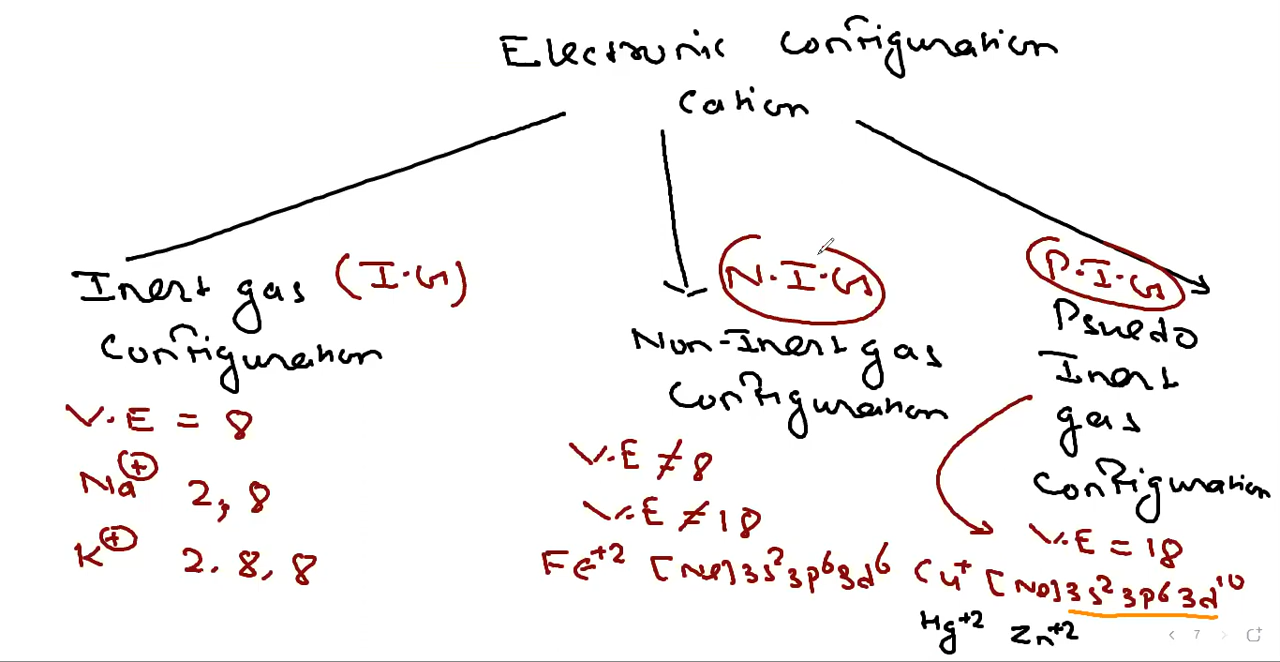 Electronic Configuration
Cation
Inert gas (I.G)
Configuration
V.E = 8
Na⊕ 2, 8
K⊕ 2. 8, 8
N.I.G
Non-Inert gas
Configuration
V.E ≠ 8
V.E ≠ 18
Fe⁺² [Ne] 3s² 3p⁶ 3d⁶
P.I.G
Psuedo
Inert
gas
Configuration
V.E = 18
Cu⁺ [Ne] 3s² 3p6 3d¹⁰
Hg⁺² Zn⁺²
7